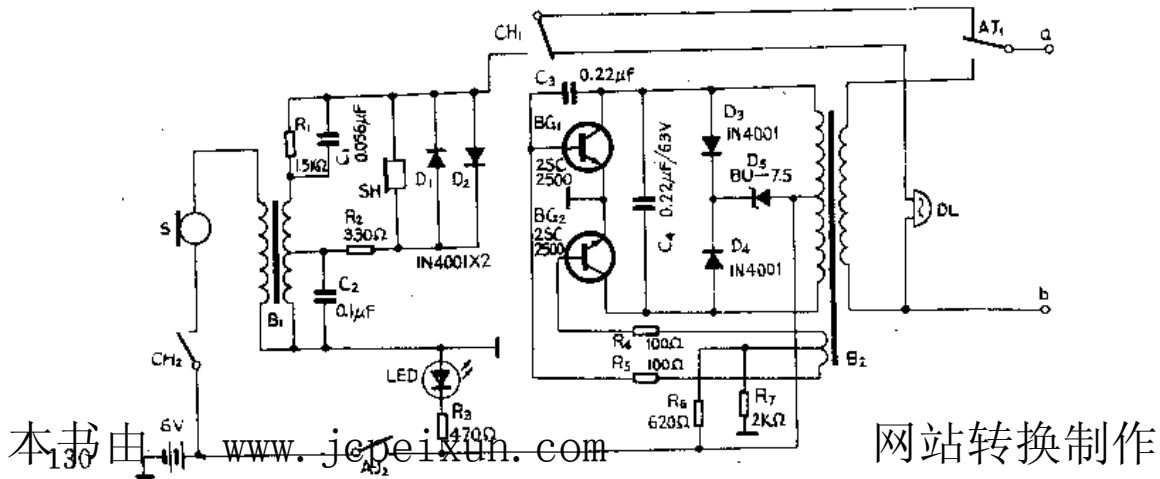 CH₁
AJ₁
a
C₃ 0.22μF
R₁
1.5KΩ
C₁
0.056μF
SH
D₁
D₂
BG₁
2SC
2500
D₃
IN4001
D₅
BU-7.5
S
R₂
330Ω
BG₂
2SC
2500
C₄ 0.22μF/63V
DL
IN4001X2
D₄
IN4001
C₂
0.1μF
B₁
b
CH₂
LED
R₄ 100Ω
R₅ 100Ω
B₂
R₃
470Ω
R₆
620Ω
R₇
2KΩ
6V
AJ₂
本书由 www.jcpeixun.com 网站转换制作
130